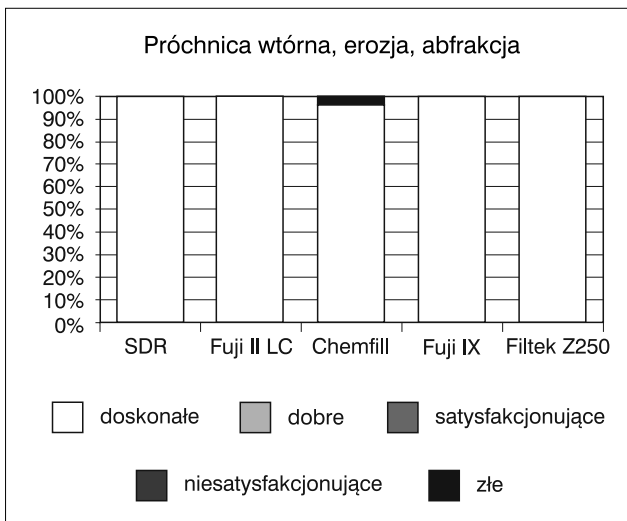 Próchnica wtórna, erozja, abfrakcja
100%
90%
80%
70%
60%
50%
40%
30%
20%
10%
0%
SDR Fuji II LC Chemfill Fuji IX Filtek Z250
doskonałe dobre satysfakcjonujące
niesatysfakcjonujące złe